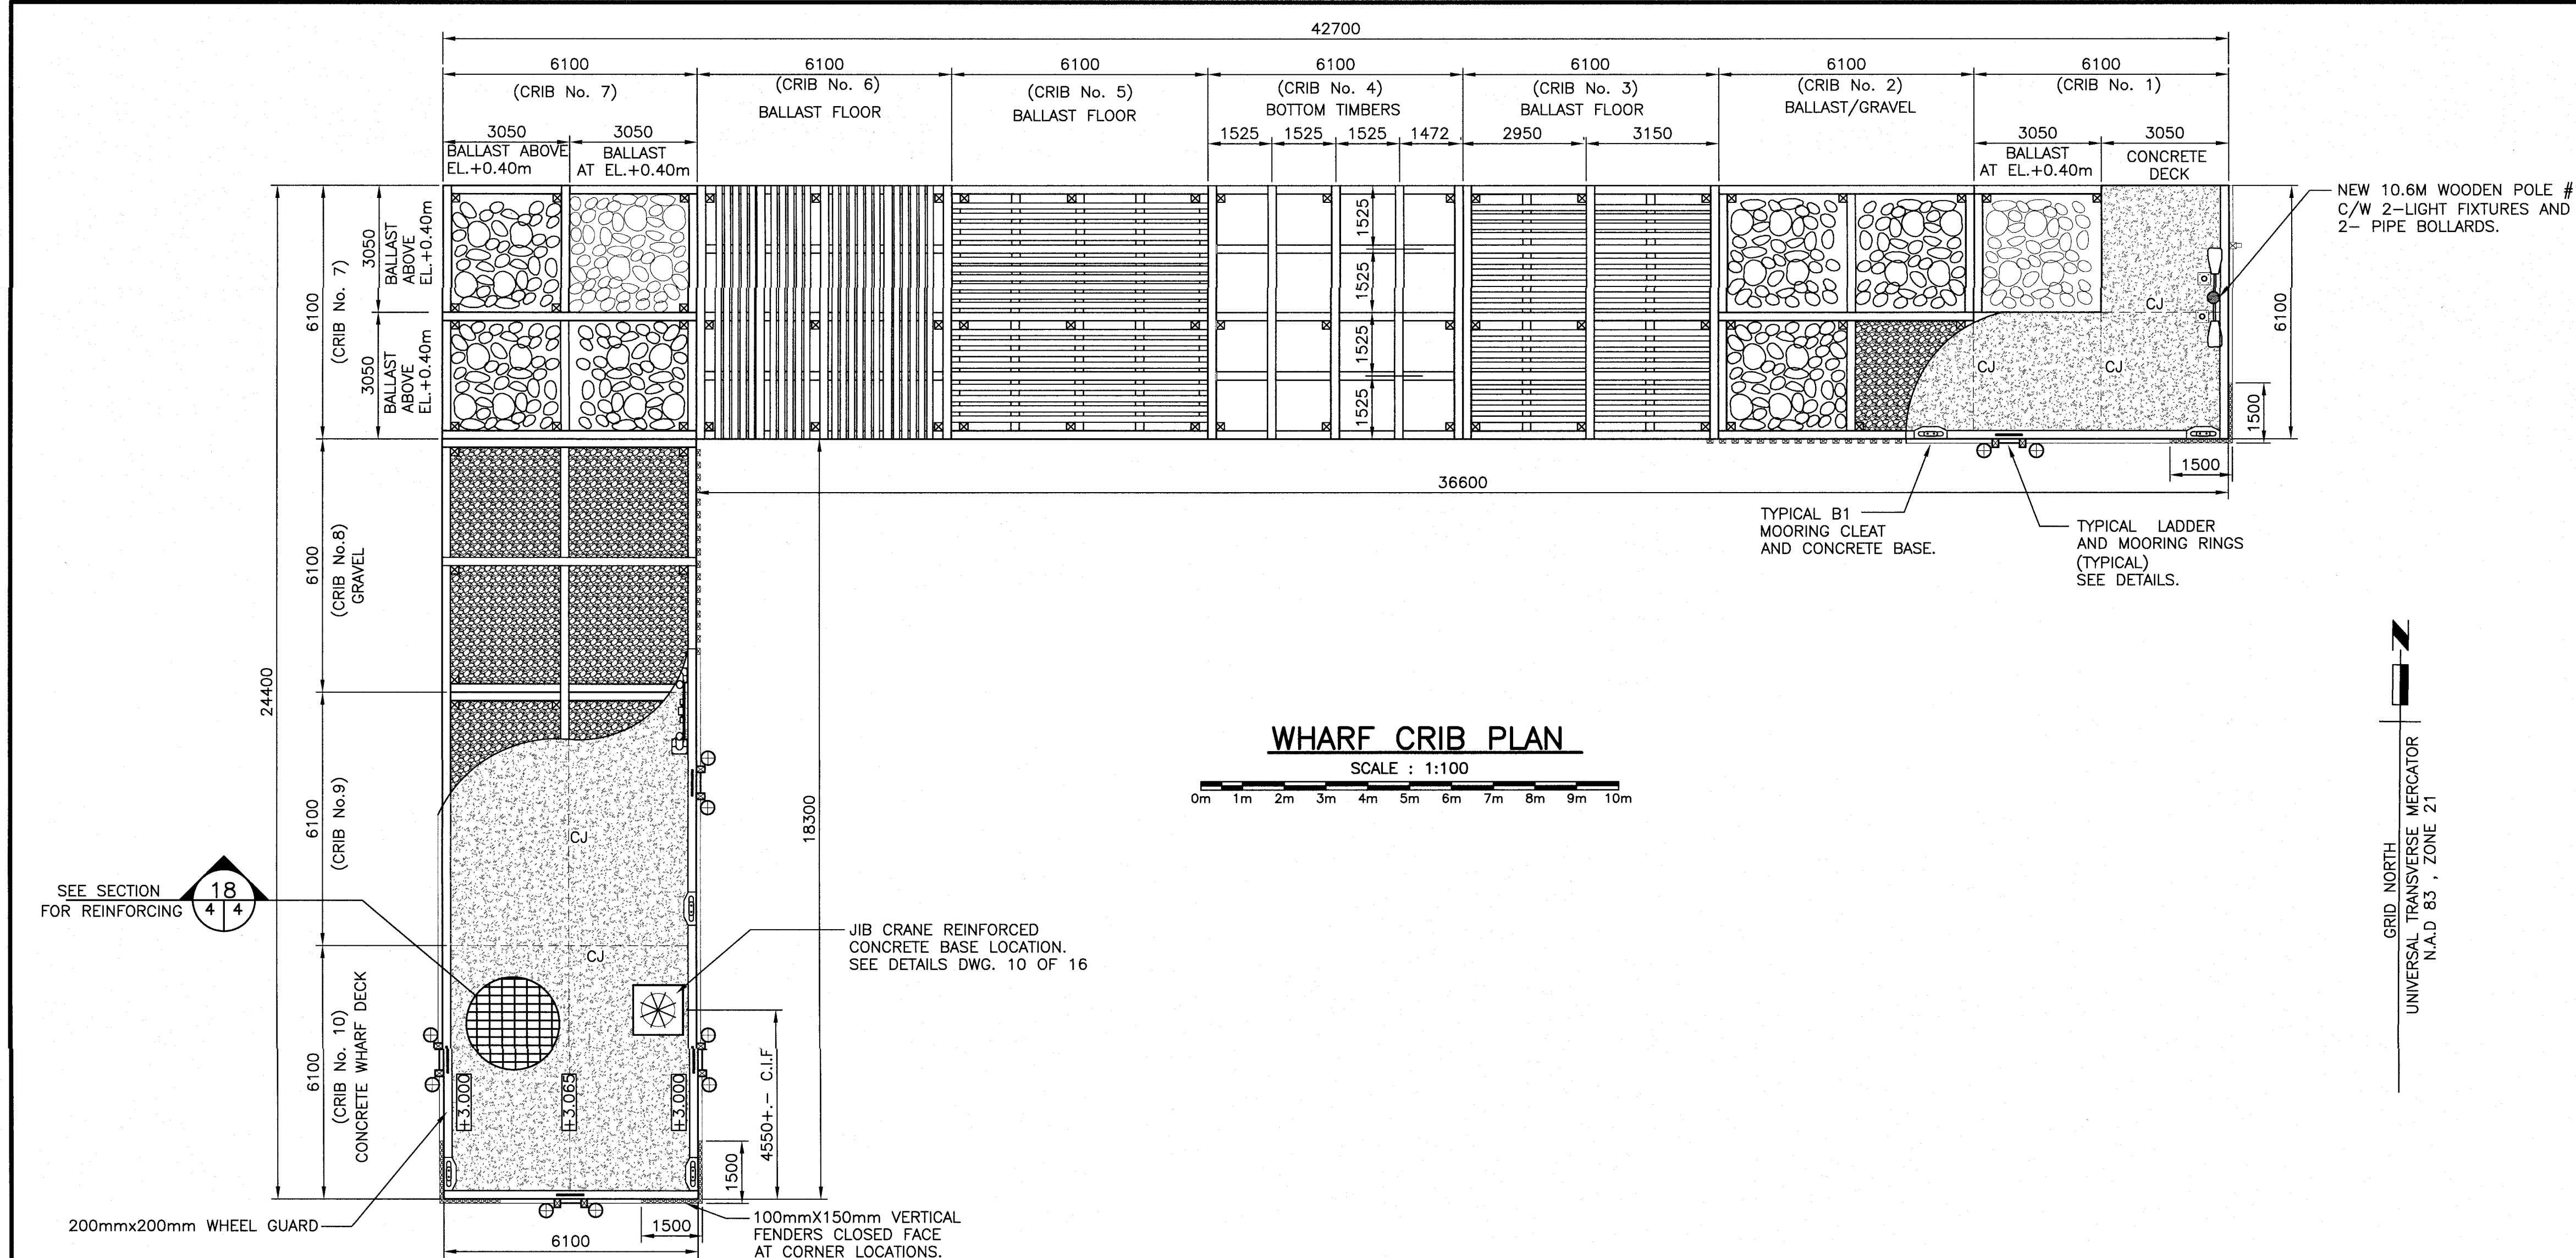 42700
6100
6100
6100
6100
6100
6100
6100
(CRIB No. 7)
(CRIB No. 6)
BALLAST FLOOR
(CRIB No. 5)
BALLAST FLOOR
(CRIB No. 4)
BOTTOM TIMBERS
(CRIB No. 3)
BALLAST FLOOR
(CRIB No. 2)
BALLAST/GRAVEL
(CRIB No. 1)
3050
3050
1525
1525
1525
1472
2950
3150
3050
3050
BALLAST ABOVE
EL.+0.40m
BALLAST
AT EL.+0.40m
BALLAST
AT EL.+0.40m
CONCRETE
DECK
NEW 10.6M WOODEN POLE #
C/W 2-LIGHT FIXTURES AND
2- PIPE BOLLARDS.
6100
(CRIB No. 7)
3050
BALLAST
ABOVE
EL.+0.40m
3050
BALLAST
ABOVE
EL.+0.40m
1525
1525
1525
1525
CJ
CJ
CJ
6100
1500
1500
36600
TYPICAL B1
MOORING CLEAT
AND CONCRETE BASE.
TYPICAL LADDER
AND MOORING RINGS
(TYPICAL)
SEE DETAILS.
24400
6100
(CRIB No.8)
GRAVEL
6100
(CRIB No.9)
6100
(CRIB No. 10)
CONCRETE WHARF DECK
18300
WHARF CRIB PLAN
SCALE : 1:100
0m 1m 2m 3m 4m 5m 6m 7m 8m 9m 10m
N
GRID NORTH
UNIVERSAL TRANSVERSE MERCATOR
N.A.D 83 , ZONE 21
CJ
CJ
SEE SECTION
FOR REINFORCING
18
4 4
JIB CRANE REINFORCED
CONCRETE BASE LOCATION.
SEE DETAILS DWG. 10 OF 16
+3.000
+3.065
+3.000
4550+.- C.I.F
1500
200mmx200mm WHEEL GUARD
1500
6100
100mmX150mm VERTICAL
FENDERS CLOSED FACE
AT CORNER LOCATIONS.